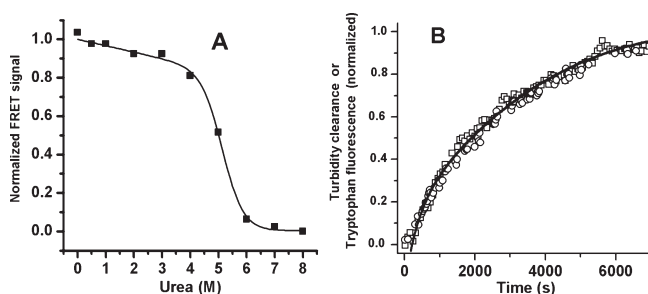 A
Normalized FRET signal
1.0
0.8
0.6
0.4
0.2
0.0
0 1 2 3 4 5 6 7 8
Urea (M)
B
Turbidity clearance or
Tryptophan fluorescence (normalized)
1.0
0.8
0.6
0.4
0.2
0.0
0 2000 4000 6000
Time (s)